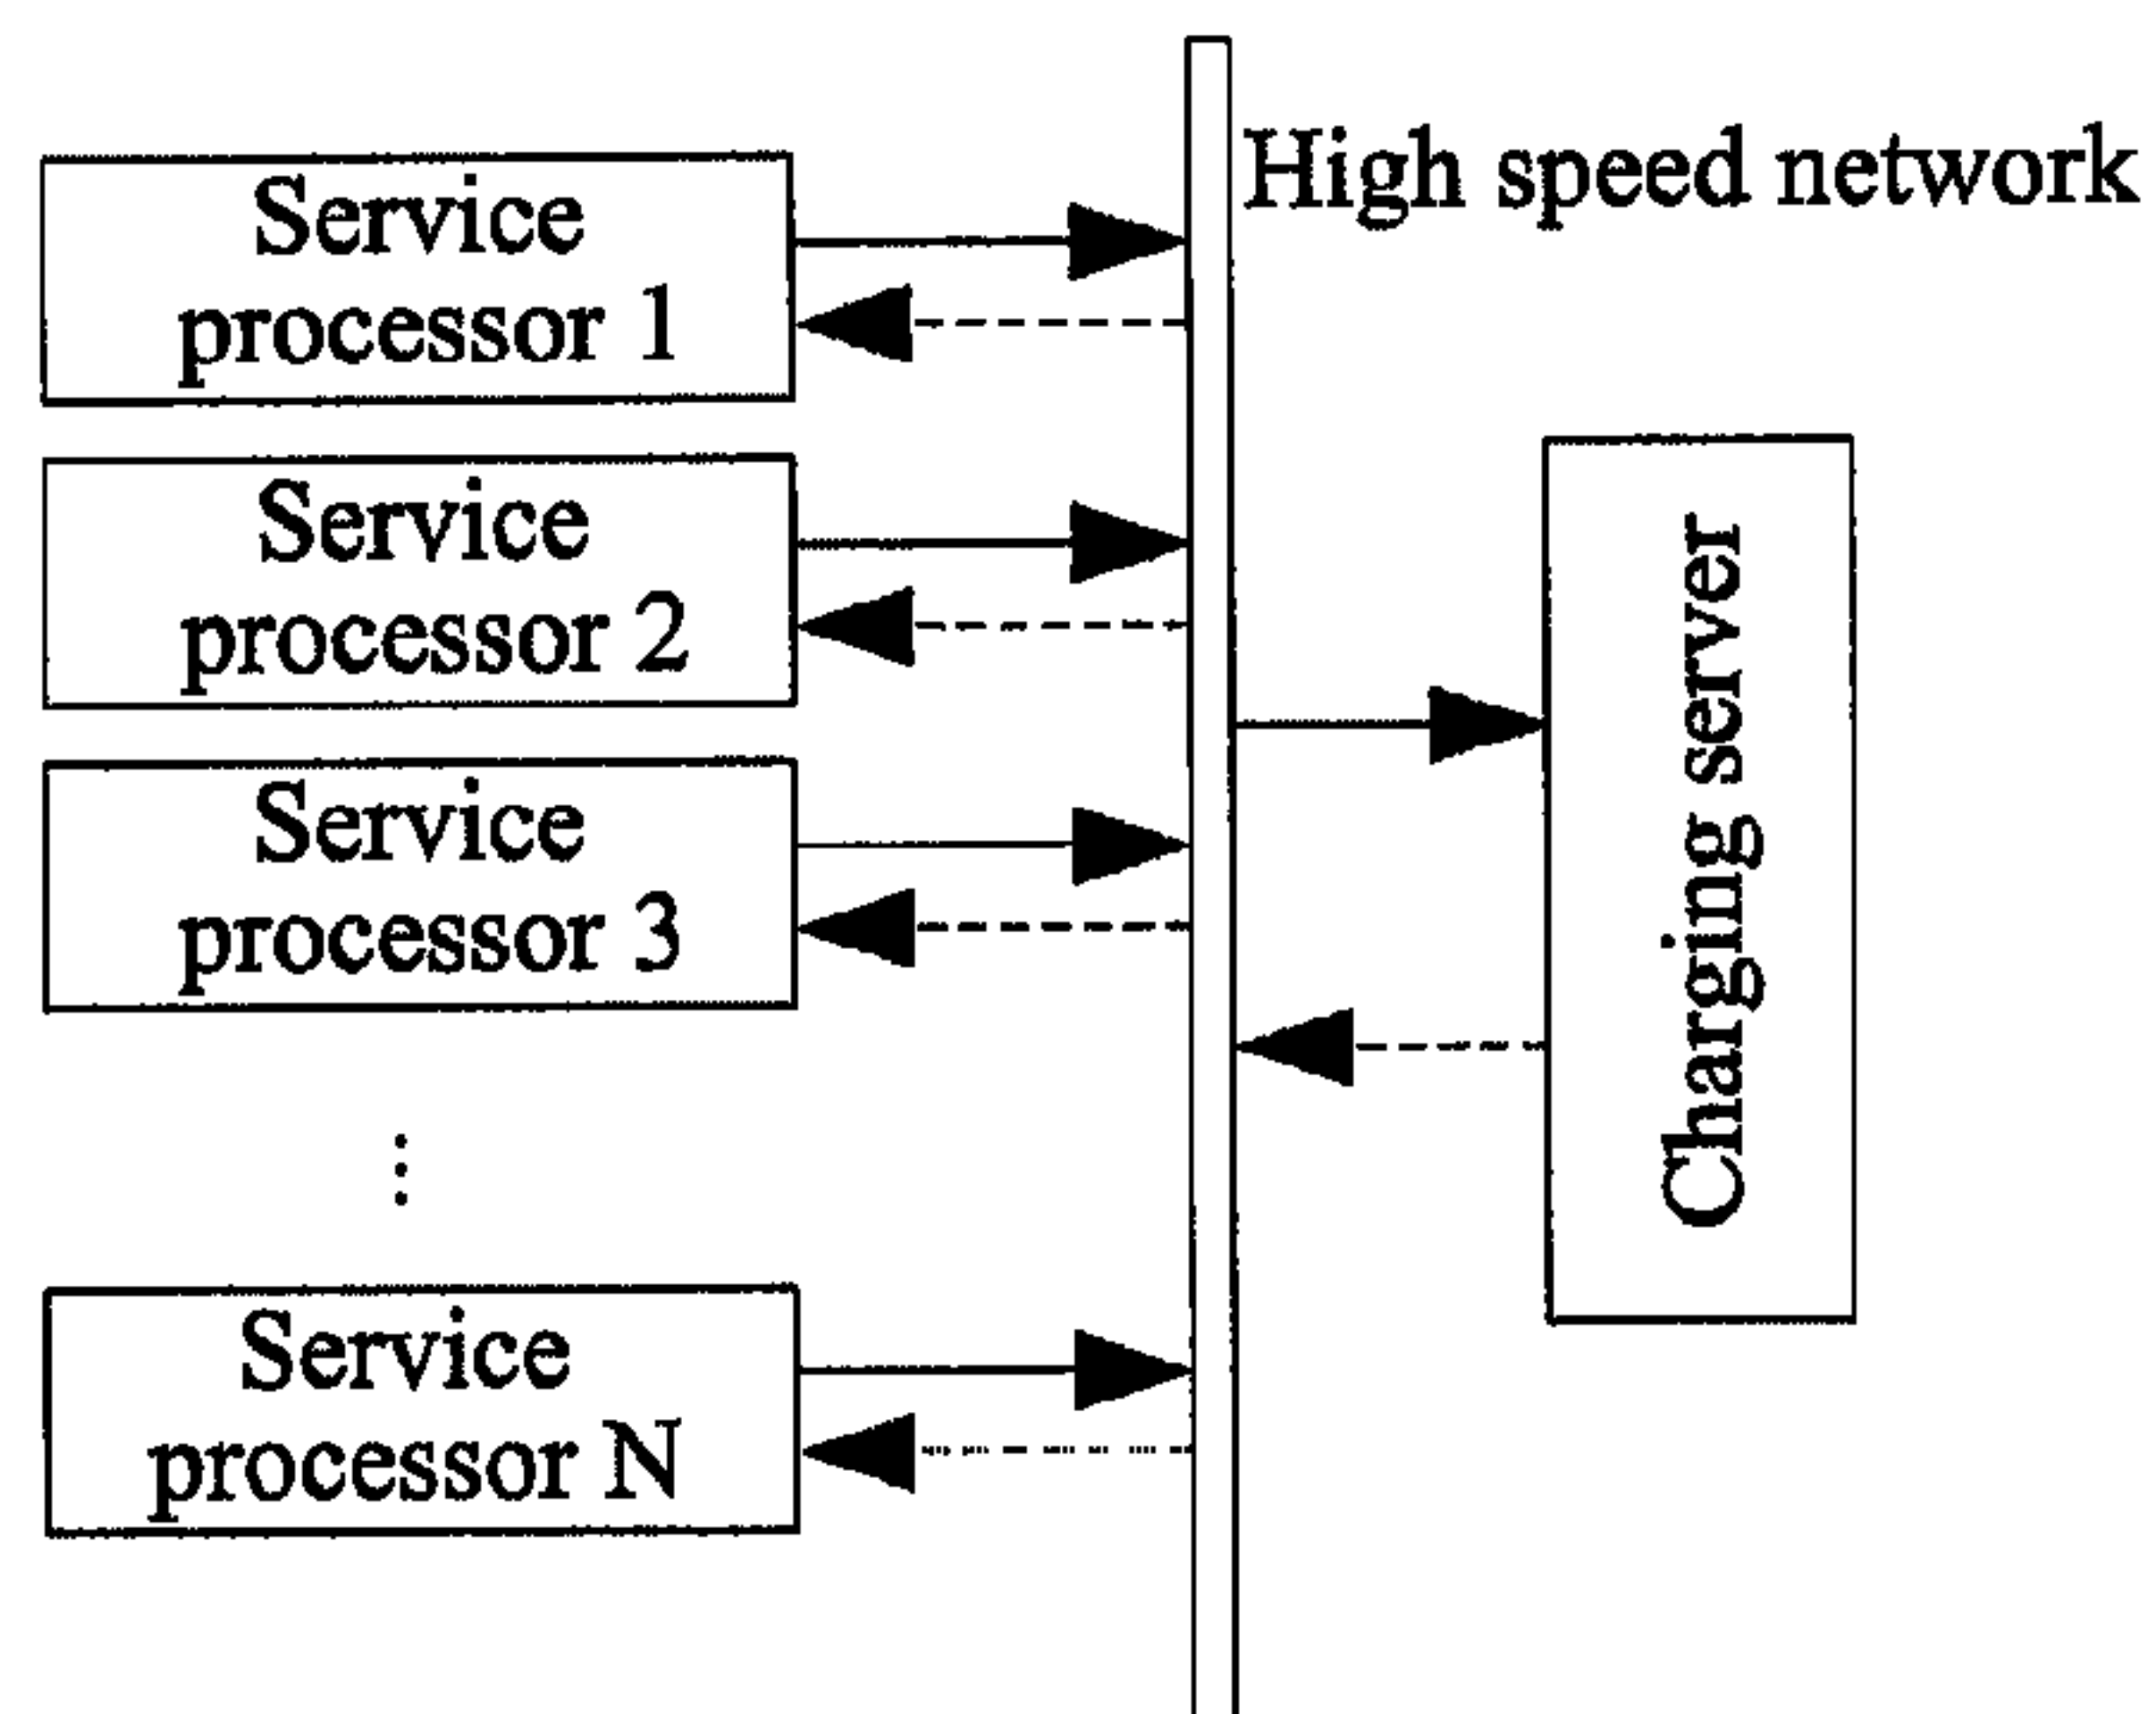 High speed network
Service
processor 1
Service
processor 2
Service
processor 3
Service
processor N
Charging server